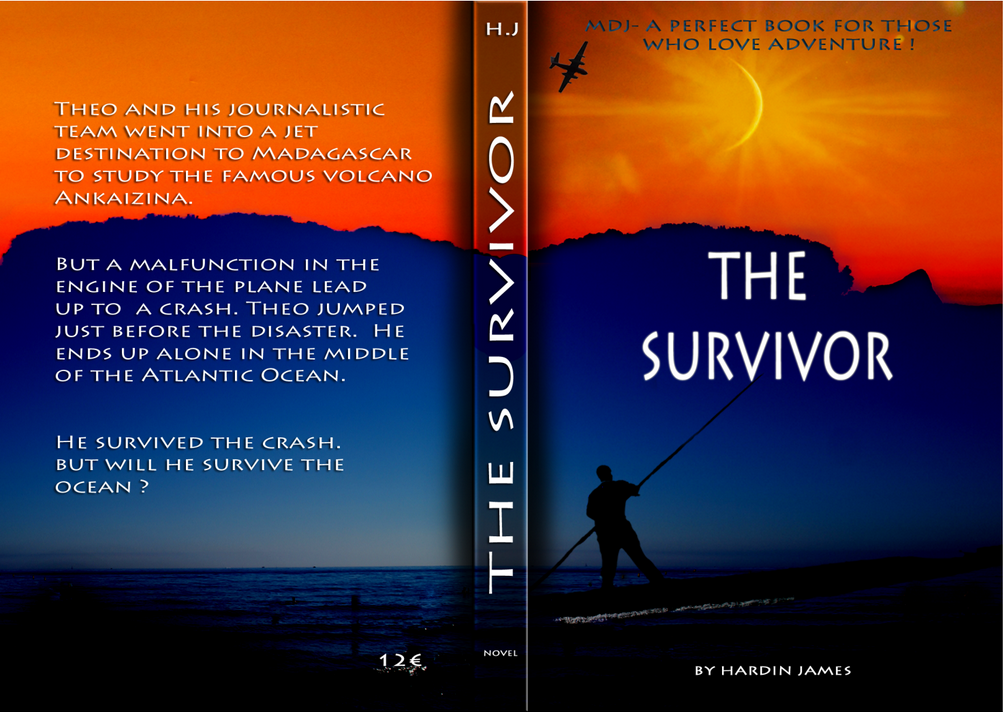 Theo and his journalistic
team went into a jet
destination to Madagascar
to study the famous volcano
Ankaizina.
But a malfunction in the
engine of the plane lead
up to a crash. Theo jumped
just before the disaster. He
ends up alone in the middle
of the Atlantic Ocean.
He survived the crash.
but will he survive the
ocean ?
12€
H.J
THE SURVIVOR
NOVEL
MDJ- A PERFECT BOOK FOR THOSE
WHO LOVE ADVENTURE !
THE
SURVIVOR
BY HARDIN JAMES